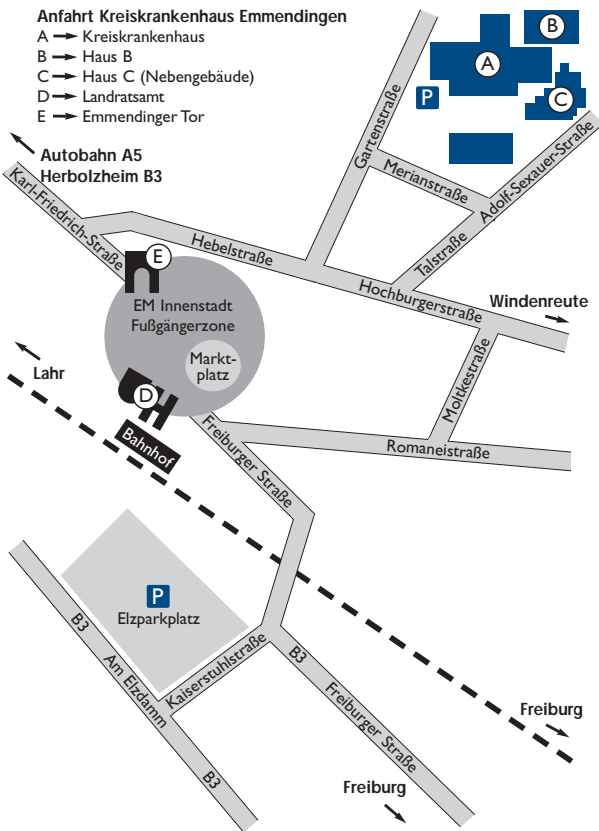 Anfahrt Kreiskrankenhaus Emmendingen
A → Kreiskrankenhaus
B → Haus B
C → Haus C (Nebengebäude)
D → Landratsamt
E → Emmendinger Tor
B
A
P
C
Autobahn A5
Herbolzheim B3
Gartenstraße
Merianstraße
Adolf-Sexauer-Straße
Karl-Friedrich-Straße
Hebelstraße
Talstraße
E
Hochburgerstraße
Windenreute
EM Innenstadt
Fußgängerzone
Markt-
platz
Lahr
D
Moltkestraße
Bahnhof
Freiburger Straße
Romaneistraße
P
Elzparkplatz
B3
Am Elzdamm
B3
Kaiserstuhlstraße
B3
Freiburger Straße
Freiburg
Freiburg